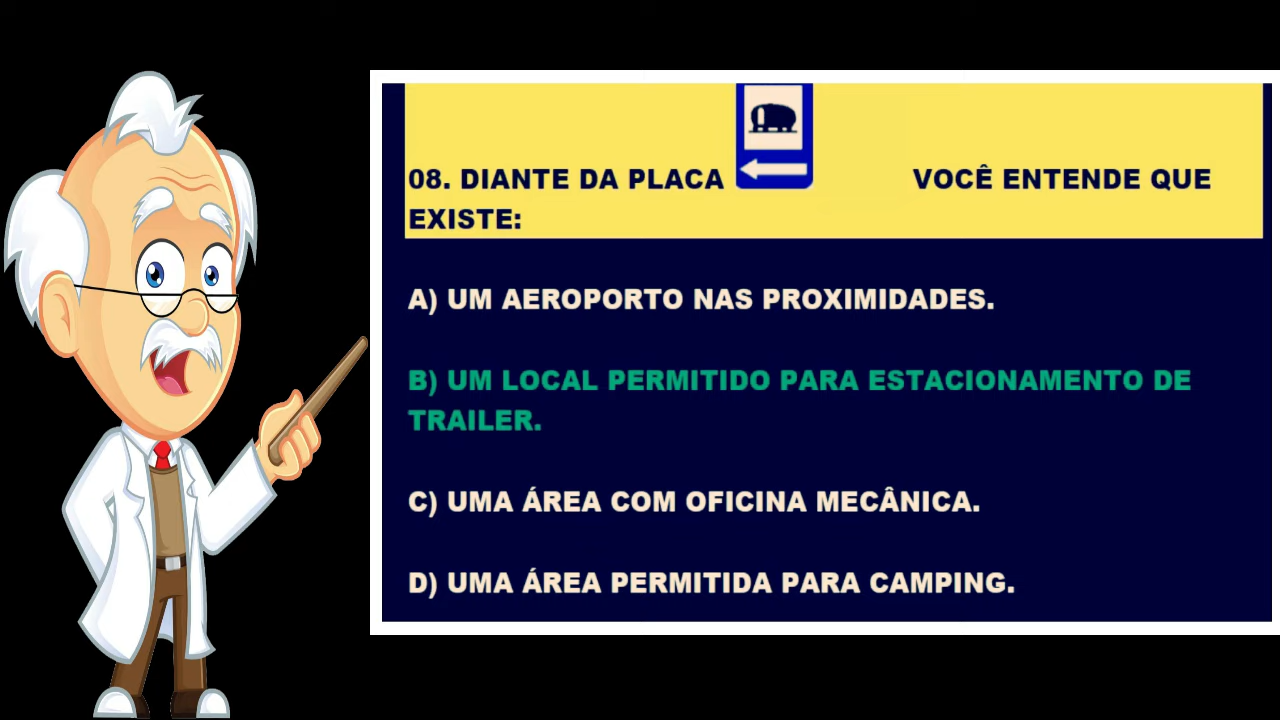 08. DIANTE DA PLACA VOCÊ ENTENDE QUE
EXISTE:
A) UM AEROPORTO NAS PROXIMIDADES.
B) UM LOCAL PERMITIDO PARA ESTACIONAMENTO DE
TRAILER.
C) UMA ÁREA COM OFICINA MECÂNICA.
D) UMA ÁREA PERMITIDA PARA CAMPING.